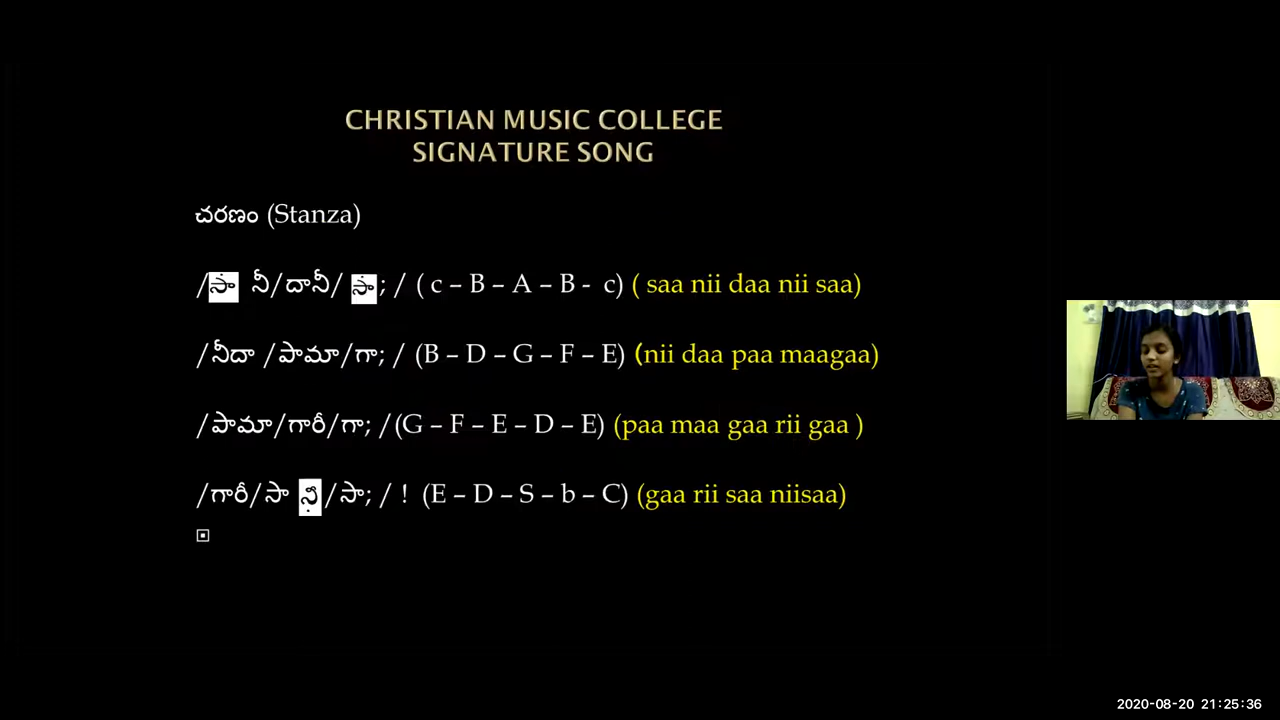 CHRISTIAN MUSIC COLLEGE
SIGNATURE SONG
చరణం (Stanza)
/సా̇ నీ/దానీ/ సా̇; / ( c – B – A – B - c) ( saa nii daa nii saa)
/నీదా /పామా/గా; / (B – D – G – F – E) (nii daa paa maagaa)
/పామా/గారీ/గా; /(G – F – E – D – E) (paa maa gaa rii gaa )
/గారీ/సా నీ̣/సా; / ! (E – D – S – b – C) (gaa rii saa niisaa)
2020-08-20 21:25:36